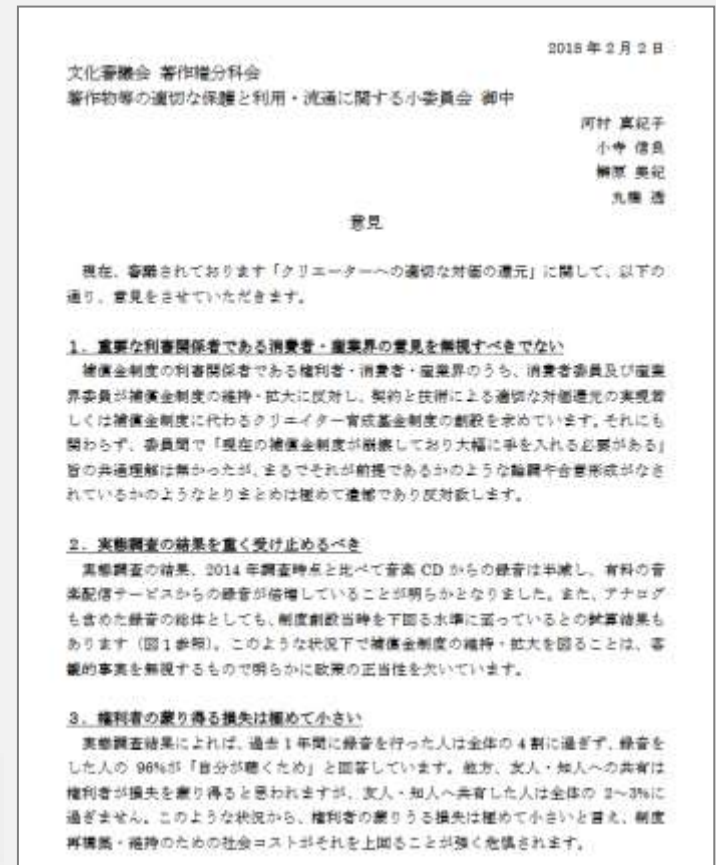 2018年2月2日
文化審議会 著作権分科会
著作物等の適切な保護と利用・流通に関する小委員会 御中
河村 真紀子
小寺 信良
榊原 美紀
丸橋 透
意見
現在、審議されております「クリエーターへの適切な対価の還元」に関して、以下の
通り、意見をさせていただきます。
1．重要な利害関係者である消費者・産業界の意見を無視すべきでない
補償金制度の利害関係者である権利者・消費者・産業界のうち、消費者委員及び産業
界委員が補償金制度の維持・拡大に反対し、契約と技術による適切な対価還元の実現若
しくは補償金制度に代わるクリエイター育成基金制度の創設を求めています。それにも
関わらず、委員間で「現在の補償金制度が崩壊しており大幅に手を入れる必要がある」
旨の共通理解は無かったが、まるでそれが前提であるかのような論調や合意形成がなさ
れているかのようなとりまとめは極めて遺憾であり反対致します。
2．実態調査の結果を重く受け止めるべき
実態調査の結果、2014年調査時点と比べて音楽CDからの録音は半減し、有料の音
楽配信サービスからの録音が倍増していることが明らかとなりました。また、アナログ
も含めた録音の総体としても、制度創設当時を下回る水準に至っているとの試算結果も
あります（図1参照）。このような状況下で補償金制度の維持・拡大を図ることは、客
観的事実を無視するもので明らかに政策の正当性を欠いています。
3．権利者の蒙り得る損失は極めて小さい
実態調査結果によれば、過去1年間に録音を行った人は全体の4割に過ぎず、録音を
した人の 96%が「自分が聴くため」と回答しています。他方、友人・知人への共有は
権利者が損失を蒙り得ると思われますが、友人・知人へ共有した人は全体の 2～3%に
過ぎません。このような状況から、権利者の蒙りうる損失は極めて小さいと言え、制度
再構築・維持のための社会コストがそれを上回ることが強く危惧されます。